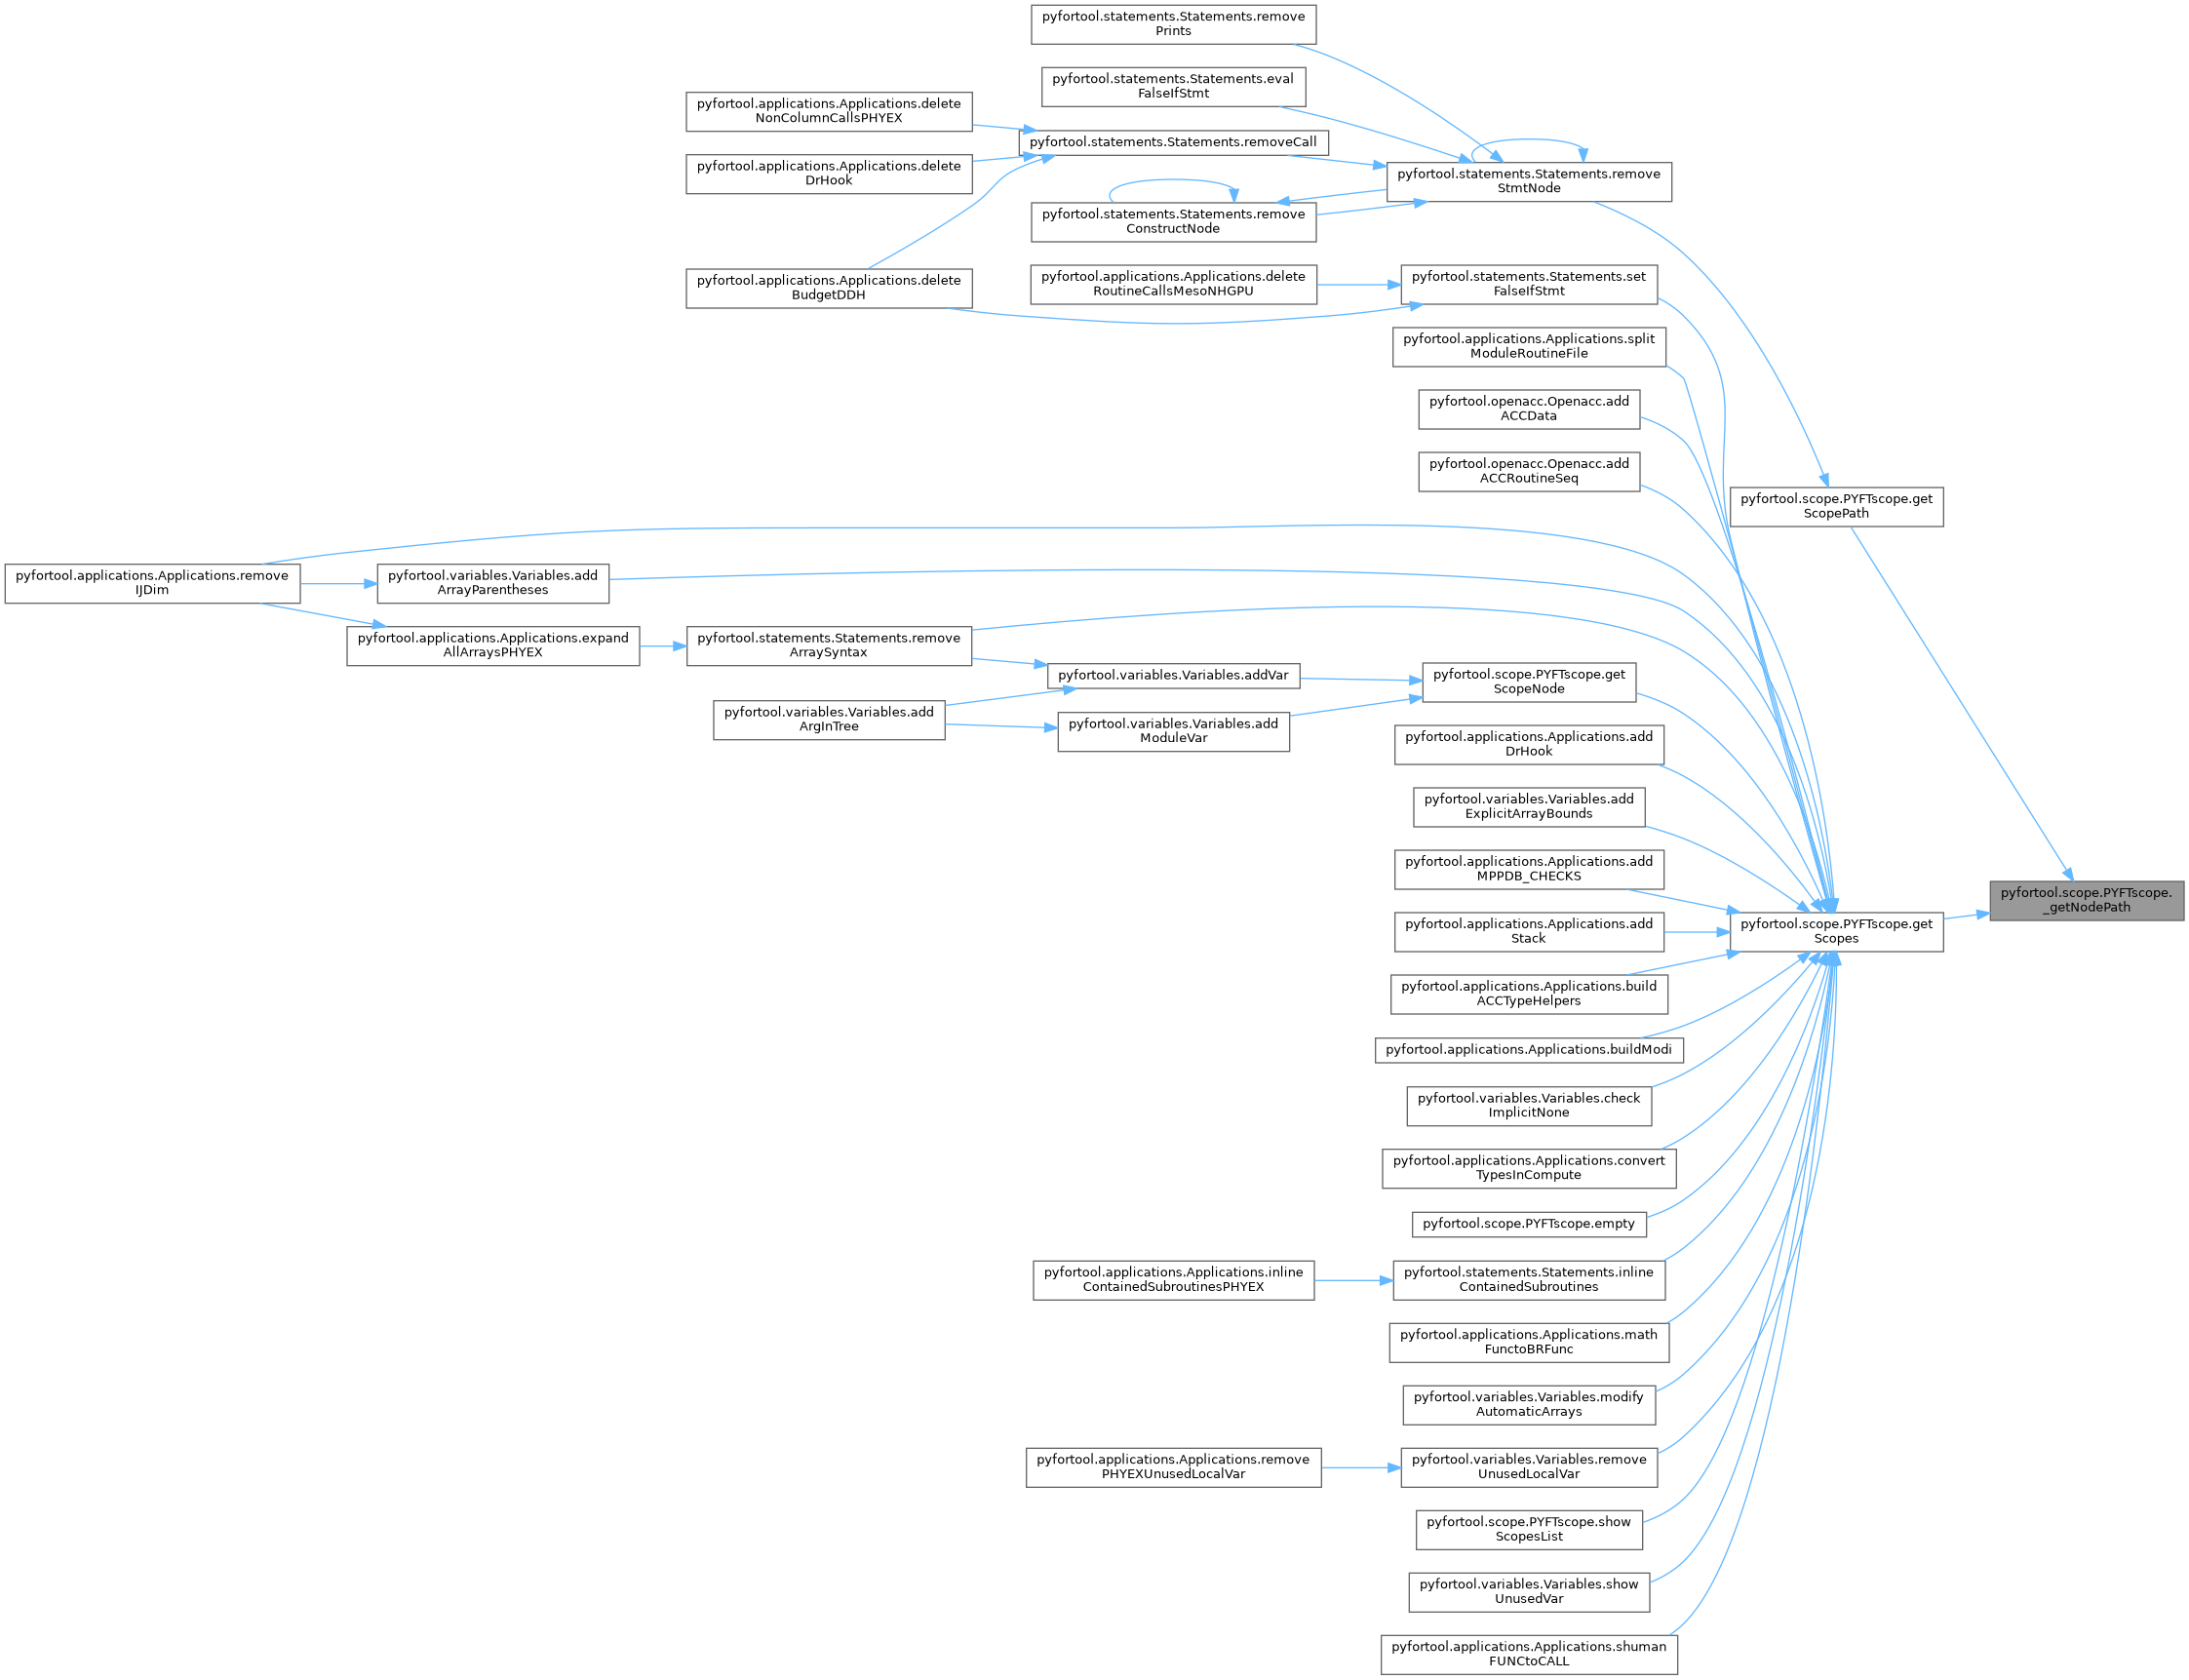 pyfortool.statements.Statements.remove
Prints
pyfortool.statements.Statements.eval
FalseIfStmt
pyfortool.applications.Applications.delete
NonColumnCallsPHYEX
pyfortool.statements.Statements.removeCall
pyfortool.applications.Applications.delete
DrHook
pyfortool.statements.Statements.remove
StmtNode
pyfortool.statements.Statements.remove
ConstructNode
pyfortool.applications.Applications.delete
BudgetDDH
pyfortool.applications.Applications.delete
RoutineCallsMesoNHGPU
pyfortool.statements.Statements.set
FalseIfStmt
pyfortool.applications.Applications.split
ModuleRoutineFile
pyfortool.openacc.Openacc.add
ACCData
pyfortool.openacc.Openacc.add
ACCRoutineSeq
pyfortool.scope.PYFTscope.get
ScopePath
pyfortool.applications.Applications.remove
IJDim
pyfortool.variables.Variables.add
ArrayParentheses
pyfortool.applications.Applications.expand
AllArraysPHYEX
pyfortool.statements.Statements.remove
ArraySyntax
pyfortool.variables.Variables.addVar
pyfortool.scope.PYFTscope.get
ScopeNode
pyfortool.variables.Variables.add
ArgInTree
pyfortool.variables.Variables.add
ModuleVar
pyfortool.applications.Applications.add
DrHook
pyfortool.variables.Variables.add
ExplicitArrayBounds
pyfortool.applications.Applications.add
MPPDB_CHECKS
pyfortool.scope.PYFTscope.
_getNodePath
pyfortool.scope.PYFTscope.get
Scopes
pyfortool.applications.Applications.add
Stack
pyfortool.applications.Applications.build
ACCTypeHelpers
pyfortool.applications.Applications.buildModi
pyfortool.variables.Variables.check
ImplicitNone
pyfortool.applications.Applications.convert
TypesInCompute
pyfortool.scope.PYFTscope.empty
pyfortool.applications.Applications.inline
ContainedSubroutinesPHYEX
pyfortool.statements.Statements.inline
ContainedSubroutines
pyfortool.applications.Applications.math
FunctoBRFunc
pyfortool.variables.Variables.modify
AutomaticArrays
pyfortool.applications.Applications.remove
PHYEXUnusedLocalVar
pyfortool.variables.Variables.remove
UnusedLocalVar
pyfortool.scope.PYFTscope.show
ScopesList
pyfortool.variables.Variables.show
UnusedVar
pyfortool.applications.Applications.shuman
FUNCtoCALL